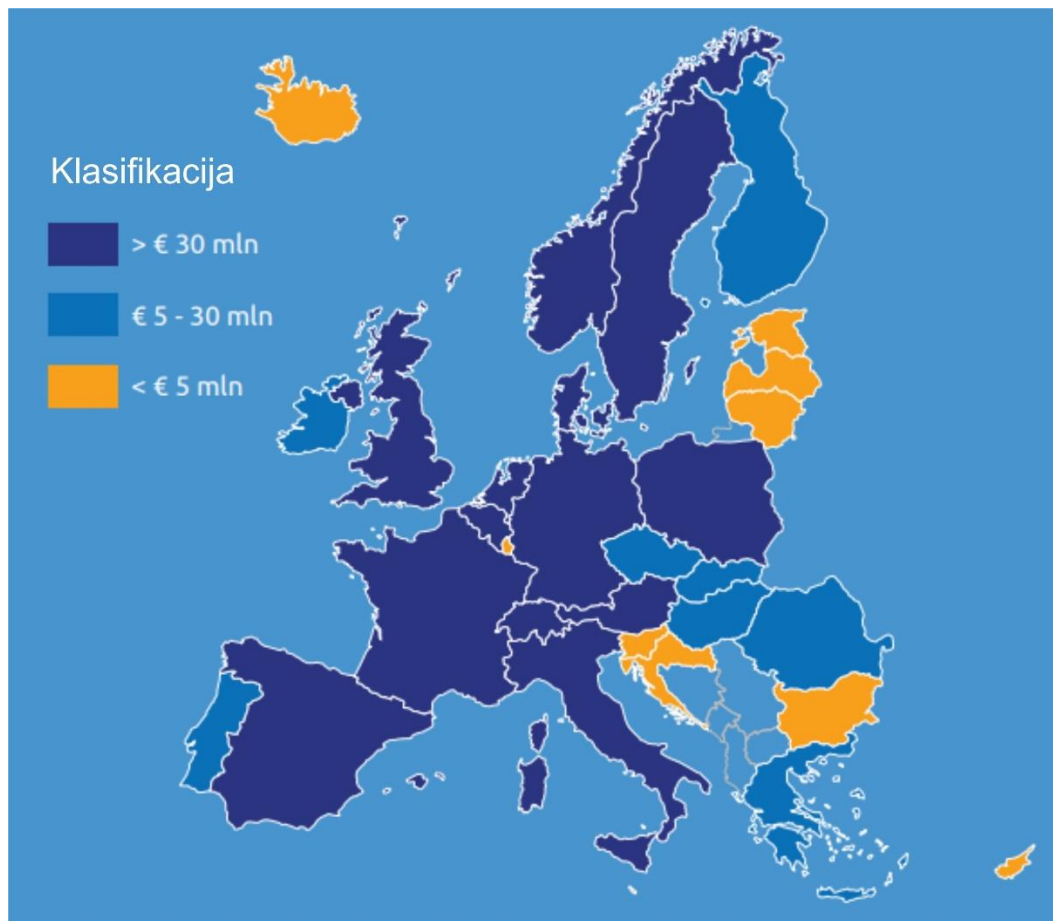 Klasifikacija
> € 30 mln
€ 5 - 30 mln
< € 5 mln